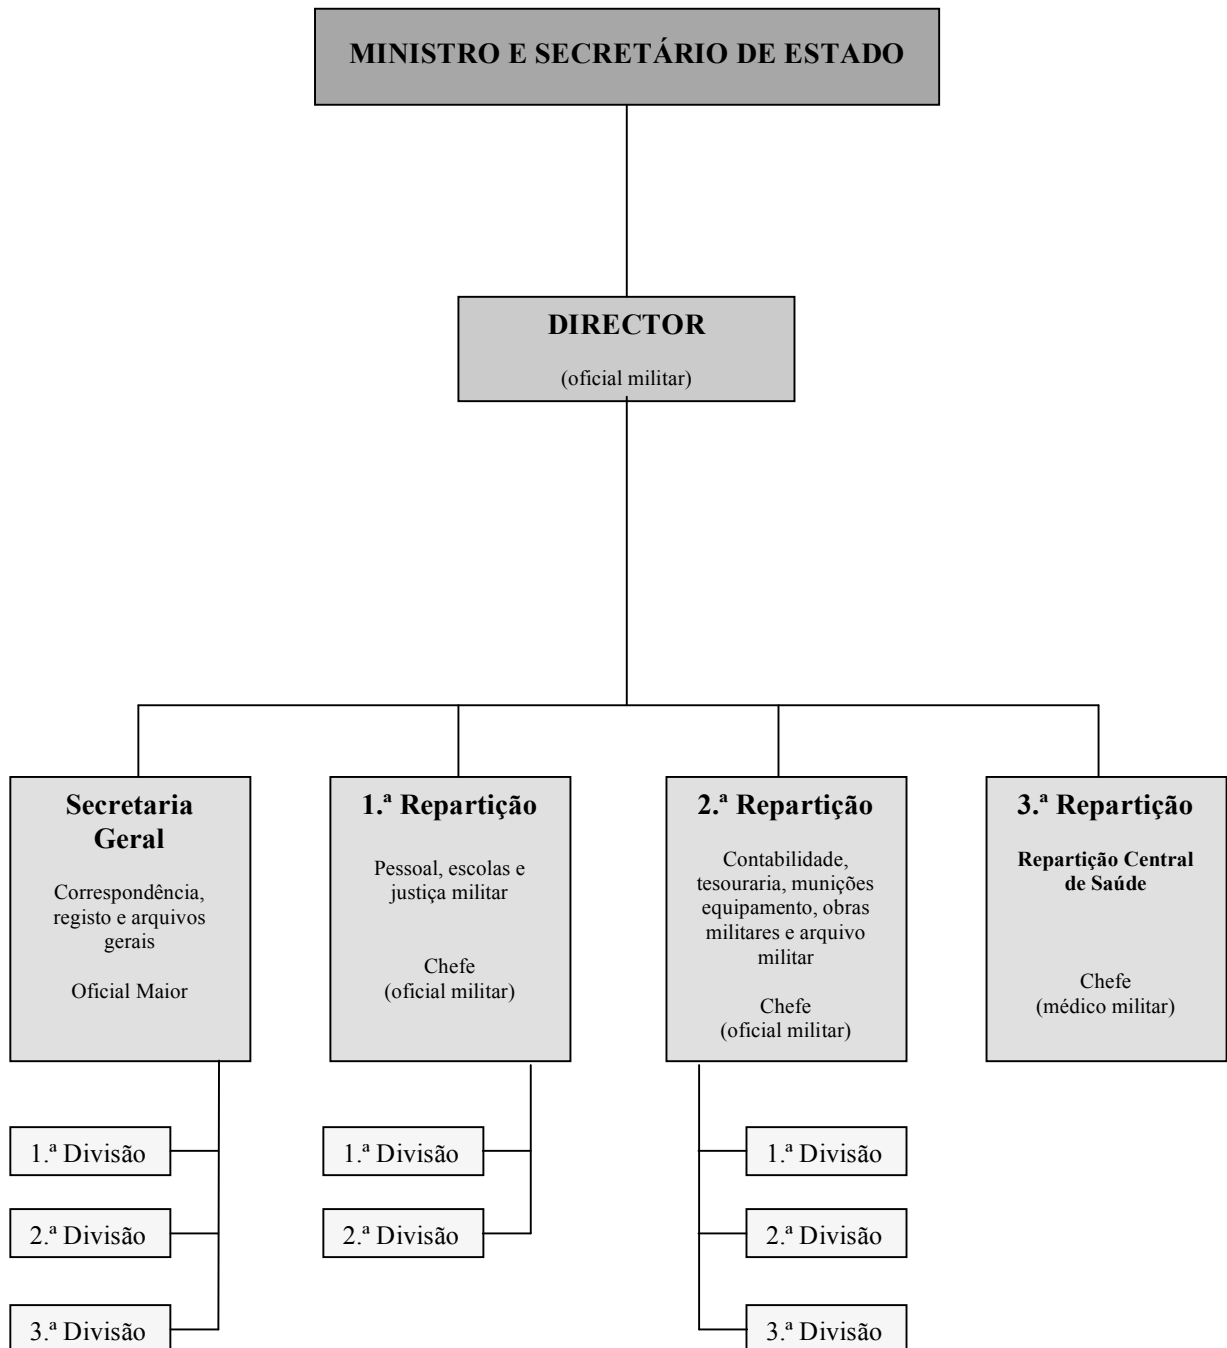 MINISTRO E SECRETÁRIO DE ESTADO
DIRECTOR
(oficial militar)
Secretaria
Geral
Correspondência,
registo e arquivos
gerais
Oficial Maior
1.ª Divisão
2.ª Divisão
3.ª Divisão
1.ª Repartição
Pessoal, escolas e
justiça militar
Chefe
(oficial militar)
1.ª Divisão
2.ª Divisão
2.ª Repartição
Contabilidade,
tesouraria, munições
equipamento, obras
militares e arquivo
militar
Chefe
(oficial militar)
1.ª Divisão
2.ª Divisão
3.ª Divisão
3.ª Repartição
Repartição Central
de Saúde
Chefe
(médico militar)